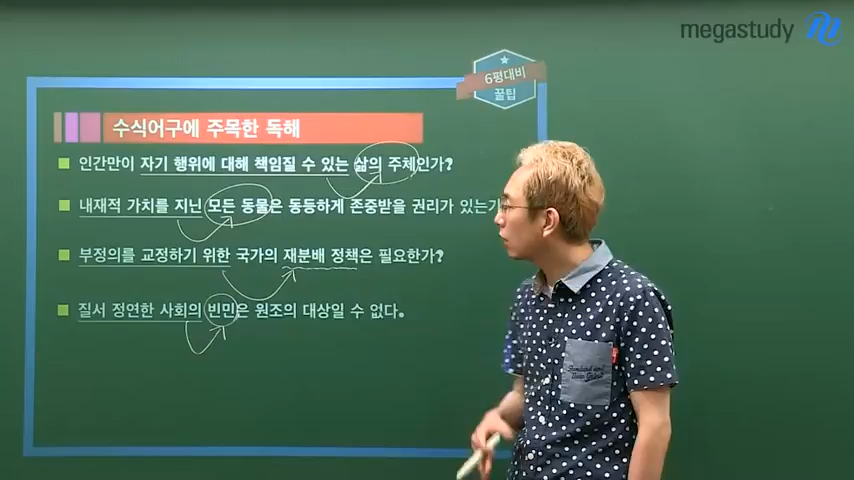 megastudy
6평대비
꿀팁
수식어구에 주목한 독해
인간만이 자기 행위에 대해 책임질 수 있는 삶의 주체인가?
내재적 가치를 지닌 모든 동물은 동등하게 존중받을 권리가 있는가
부정의를 교정하기 위한 국가의 재분배 정책은 필요한가?
질서 정연한 사회의 빈민은 원조의 대상일 수 없다.